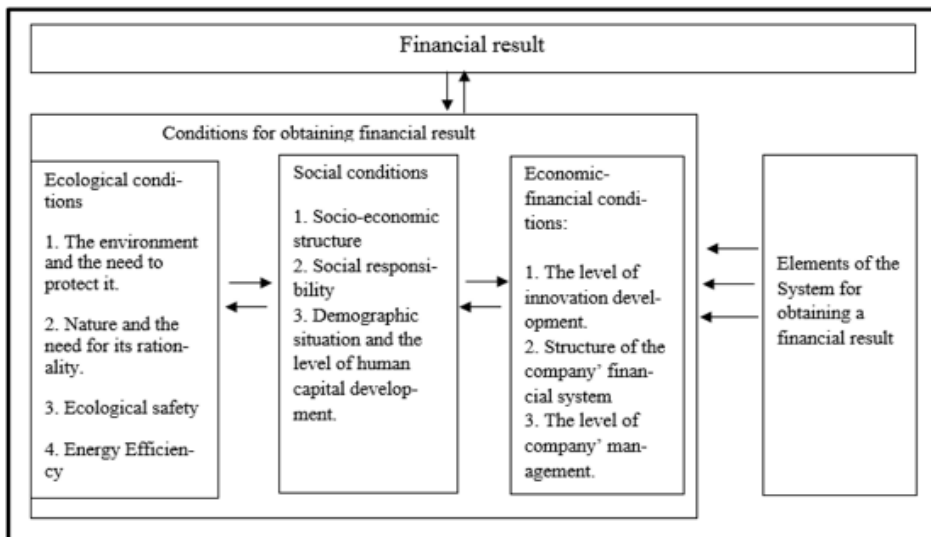 Financial result
Conditions for obtaining financial result
Ecological condi-
tions
1. The environment
and the need to
protect it.
2. Nature and the
need for its ration-
ality.
3. Ecological safety
4. Energy Efficien-
cy
Social conditions
1. Socio-economic
structure
2. Social responsi-
bility
3. Demographic
situation and the
level of human
capital develop-
ment.
Economic-
financial condi-
tions:
1. The level of
innovation devel-
opment.
2. Structure of the
company’ finan-
cial system
3. The level of
company’ man-
agement.
Elements of the
System for
obtaining a
financial result